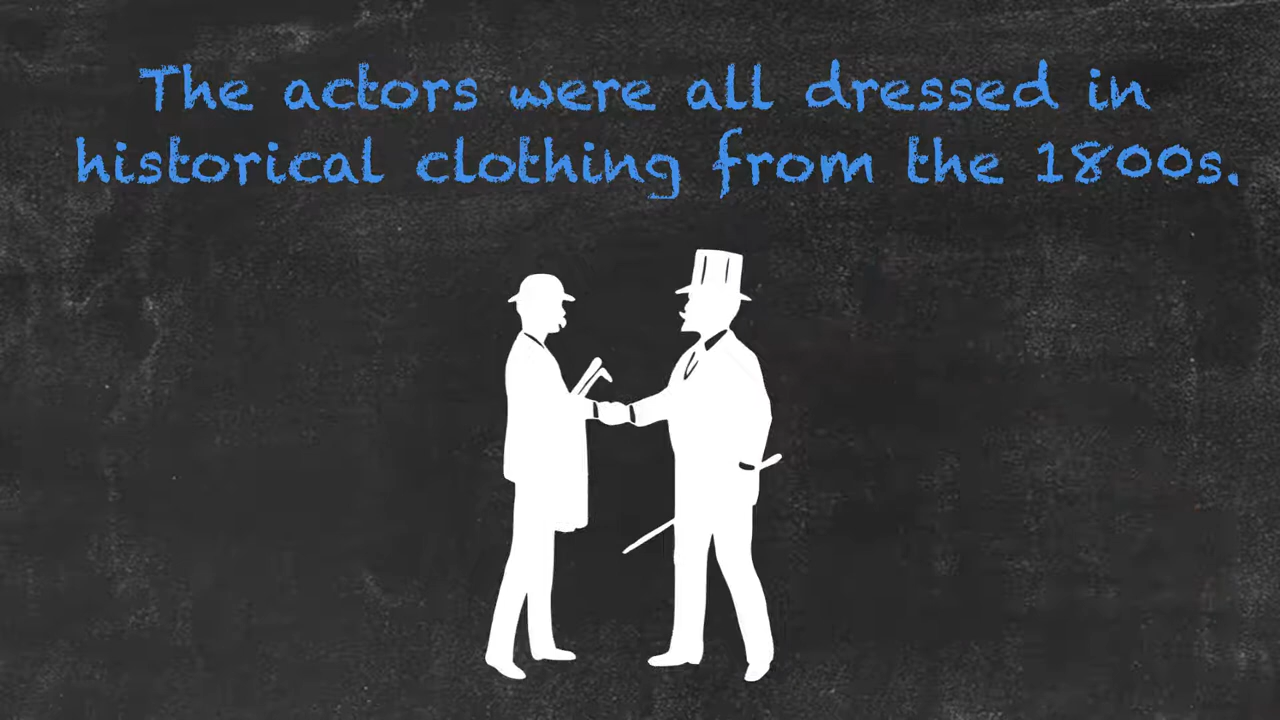 The actors were all dressed in
historical clothing from the 1800s.